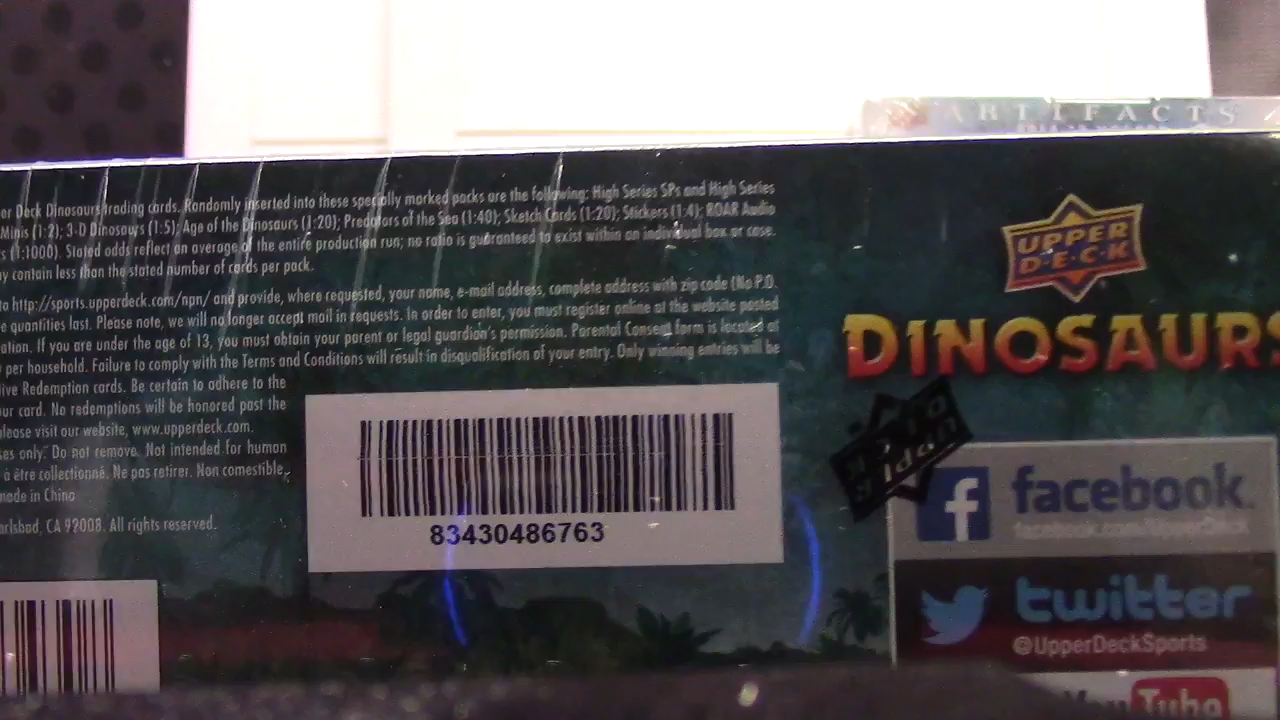 ARTIFACTS
er Deck Dinosaurs trading cards. Randomly inserted into these specially marked packs are the following: High Series SPs and High Series
Minis (1:2); 3-D Dinosaurs (1:5); Age of the Dinosaurs (1:20); Predators of the Sea (1:40); Sketch Cards (1:20); Stickers (1:4); ROAR Audio
s (1:1000). Stated odds reflect an average of the entire production run; no ratio is guaranteed to exist within an individual box or case.
y contain less than the stated number of cards per pack.
to http://sports.upperdeck.com/npn/ and provide, where requested, your name, e-mail address, complete address with zip code (No P.O.
e quantities last. Please note, we will no longer accept mail in requests. In order to enter, you must register online at the website posted
ation. If you are under the age of 13, you must obtain your parent or legal guardian's permission. Parental Consent form is located at
per household. Failure to comply with the Terms and Conditions will result in disqualification of your entry. Only winning entries will be
ive Redemption cards. Be certain to adhere to the
our card. No redemptions will be honored past the
please visit our website, www.upperdeck.com.
ses only. Do not remove. Not intended for human
à être collectionné. Ne pas retirer. Non comestible,
made in China
arlsbad, CA 92008. All rights reserved.
83430486763
UPPER
D·E·C·K
DINOSAURS
facebook
twitter
@UpperDeckSports
YouTube